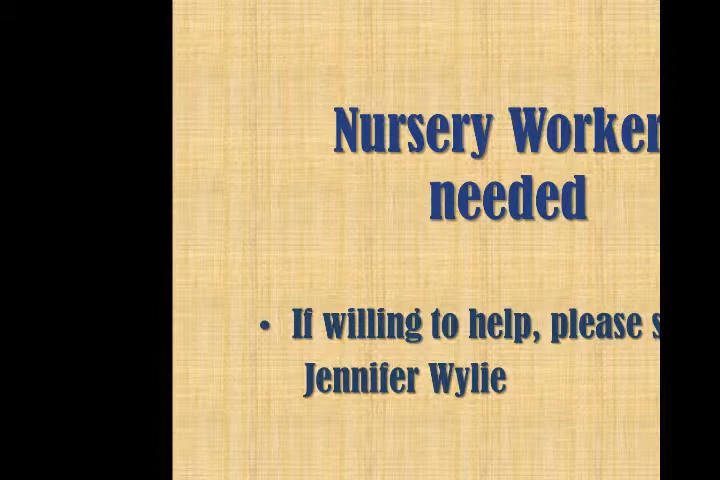 Nursery Worker
needed
• If willing to help, please s
Jennifer Wylie